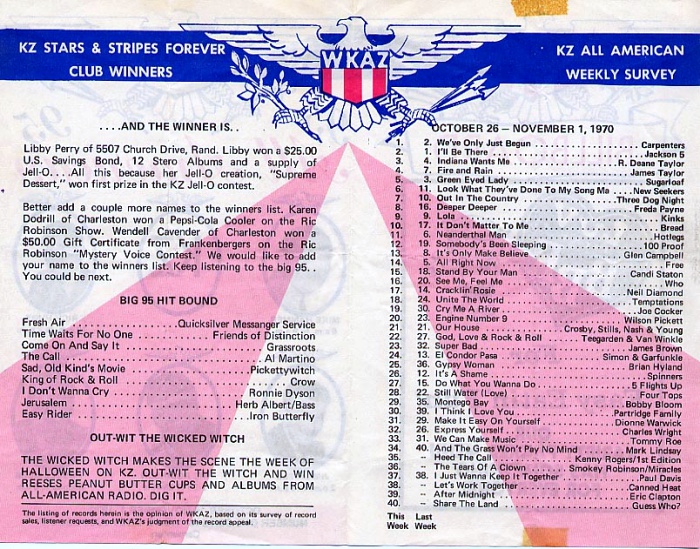 KZ STARS & STRIPES FOREVER
CLUB WINNERS
WKAZ
KZ ALL AMERICAN
WEEKLY SURVEY
....AND THE WINNER IS..
Libby Perry of 5507 Church Drive, Rand. Libby won a $25.00
U.S. Savings Bond, 12 Stero Albums and a supply of
Jell-O....All this because her Jell-O creation, "Supreme
Dessert," won first prize in the KZ Jell-O contest.
Better add a couple more names to the winners list. Karen
Dodrill of Charleston won a Pepsi-Cola Cooler on the Ric
Robinson Show. Wendell Cavender of Charleston won a
$50.00 Gift Certificate from Frankenbergers on the Ric
Robinson "Mystery Voice Contest." We would like to add
your name to the winners list. Keep listening to the big 95. .
You could be next.
BIG 95 HIT BOUND
Fresh Air Quicksilver Messanger Service
Time Waits For No One Friends of Distinction
Come On And Say It Grassroots
The Call Al Martino
Sad, Old Kind's Movie Pickettywitch
King of Rock & Roll Crow
I Don't Wanna Cry Ronnie Dyson
Jerusalem Herb Albert/Bass
Easy Rider Iron Butterfly
OUT-WIT THE WICKED WITCH
THE WICKED WITCH MAKES THE SCENE THE WEEK OF
HALLOWEEN ON KZ. OUT-WIT THE WITCH AND WIN
REESES PEANUT BUTTER CUPS AND ALBUMS FROM
ALL-AMERICAN RADIO. DIG IT.
The listing of records herein is the opinion of WKAZ, based on its survey of record
sales, listener requests, and WKAZ's judgment of the record appeal.
OCTOBER 26 – NOVEMBER 1, 1970
1. 2. We've Only Just Begun Carpenters
2. 1. I'll Be There Jackson 5
3. 4. Indiana Wants Me R. Deane Taylor
4. 7. Fire and Rain James Taylor
5. 3. Green Eyed Lady Sugarloaf
6. 11. Look What They've Done To My Song Ma New Seekers
7. 10. Out In The Country Three Dog Night
8. 16. Deeper Deeper Freda Payne
9. 9. Lola Kinks
10. 17. It Don't Matter To Me Bread
11. 6. Neanderthal Man Hotlegs
12. 19. Somebody's Been Sleeping 100 Proof
13. 8. It's Only Make Believe Glen Campbell
14. 5. All Right Now Free
15. 18. Stand By Your Man Candi Staton
16. 20. See Me, Feel Me Who
17. 14. Cracklin' Rosie Neil Diamond
18. 24. Unite The World Temptations
19. 30. Cry Me A River Joe Cocker
20. 23. Engine Number 9 Wilson Pickett
21. 21. Our House Crosby, Stills, Nash & Young
22. 27. God, Love & Rock & Roll Teegarden & Van Winkle
23. 32. Super Bad James Brown
24. 13. El Condor Pasa Simon & Garfunkle
25. 36. Gypsy Woman Brian Hyland
26. 12. It's A Shame Spinners
27. 15. Do What You Wanna Do 5 Flights Up
28. 22. Still Water (Love) Four Tops
29. 35. Montego Bay Bobby Bloom
30. 39. I Think I Love You Partridge Family
31. 29. Make It Easy On Yourself Dionne Warwick
32. 26. Express Yourself Charles Wright
33. 31. We Can Make Music Tommy Roe
34. 40. And The Grass Won't Pay No Mind Mark Lindsay
35. -- Heed The Call Kenny Rogers/1st Edition
36. -- The Tears Of A Clown Smokey Robinson/Miracles
37. 38. I Just Wanna Keep It Together Paul Davis
38. -- Let's Work Together Canned Heat
39. -- After Midnight Eric Clapton
40. -- Share The Land Guess Who?
This Last
Week Week